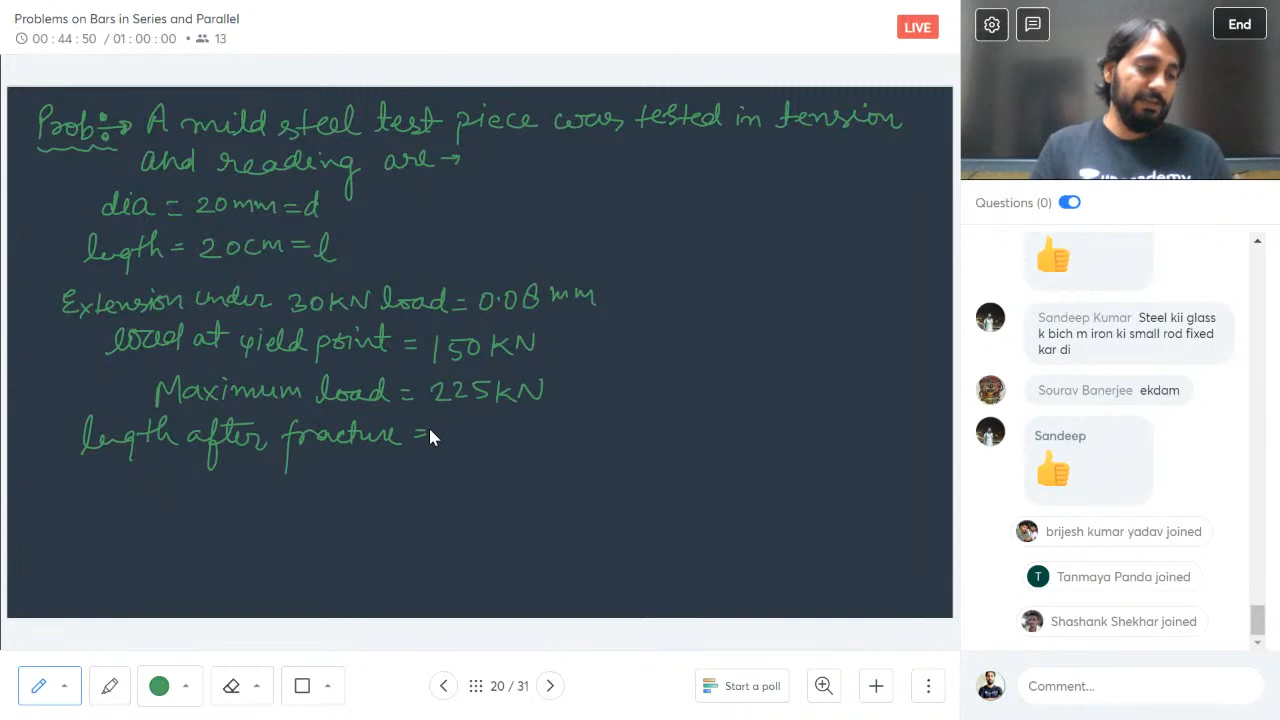 Problems on Bars in Series and Parallel
00 : 44 : 50 / 01 : 00 : 00 • 13
LIVE
End
Prob:→ A mild steel test piece was tested in tension
and reading are →
dia = 20mm = d
length = 20cm = l
Extension under 30KN load = 0.08 mm
load at yield point = 150 KN
Maximum load = 225KN
length after fracture =
Questions (0)
Sandeep Kumar Steel kii glass
k bich m iron ki small rod fixed
kar di
Sourav Banerjee ekdam
Sandeep
brijesh kumar yadav joined
T Tanmaya Panda joined
Shashank Shekhar joined
20 / 31
Start a poll
Comment...